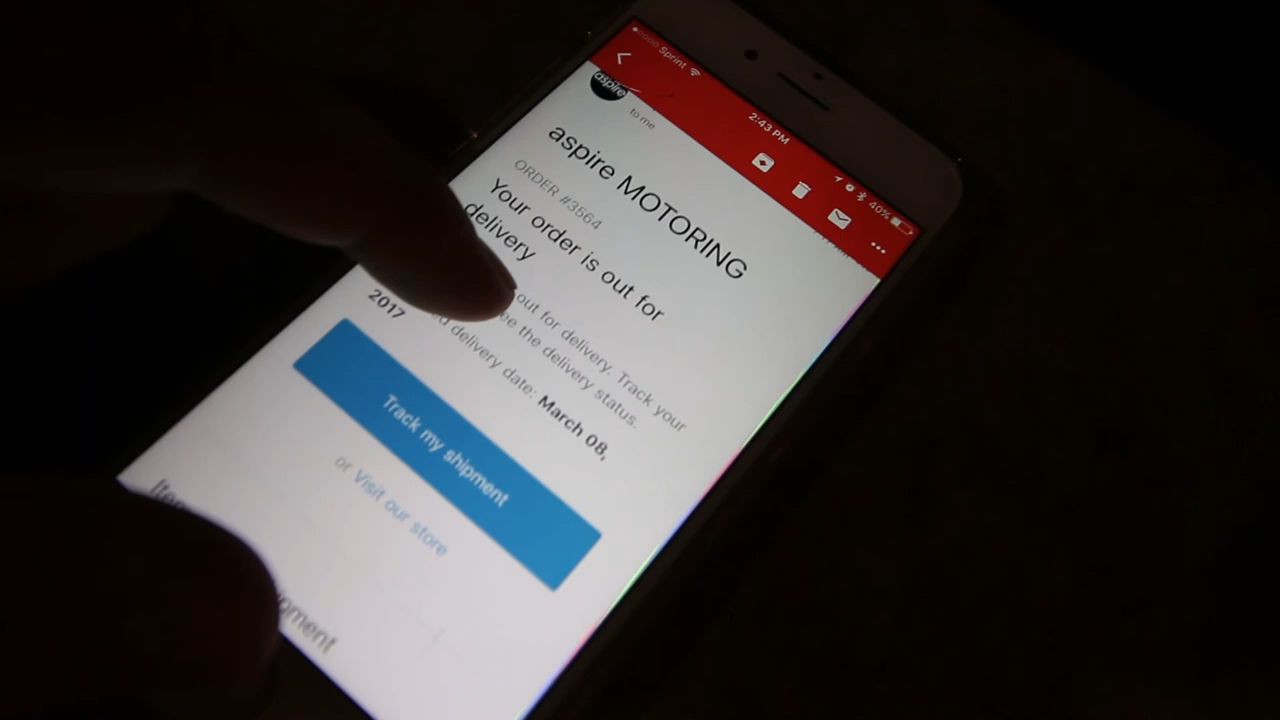 Sprint
2:43 PM
40%
aspire
to me
aspire MOTORING
ORDER #3564
Your order is out for
delivery
out for delivery. Track your
the delivery status.
delivery date: March 08,
2017
Track my shipment
or Visit our store